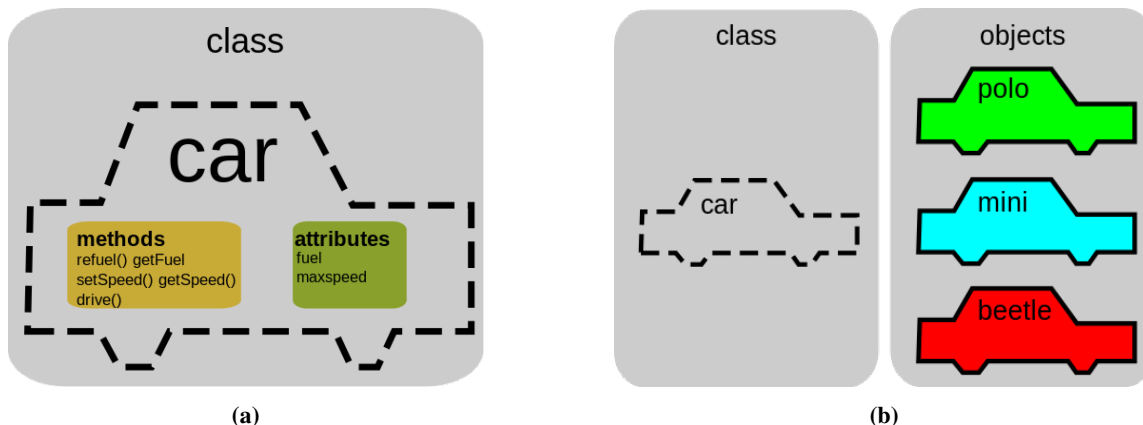 class
car
methods
refuel() getFuel
setSpeed() getSpeed()
drive()
attributes
fuel
maxspeed
(a)
class
car
objects
polo
mini
beetle
(b)